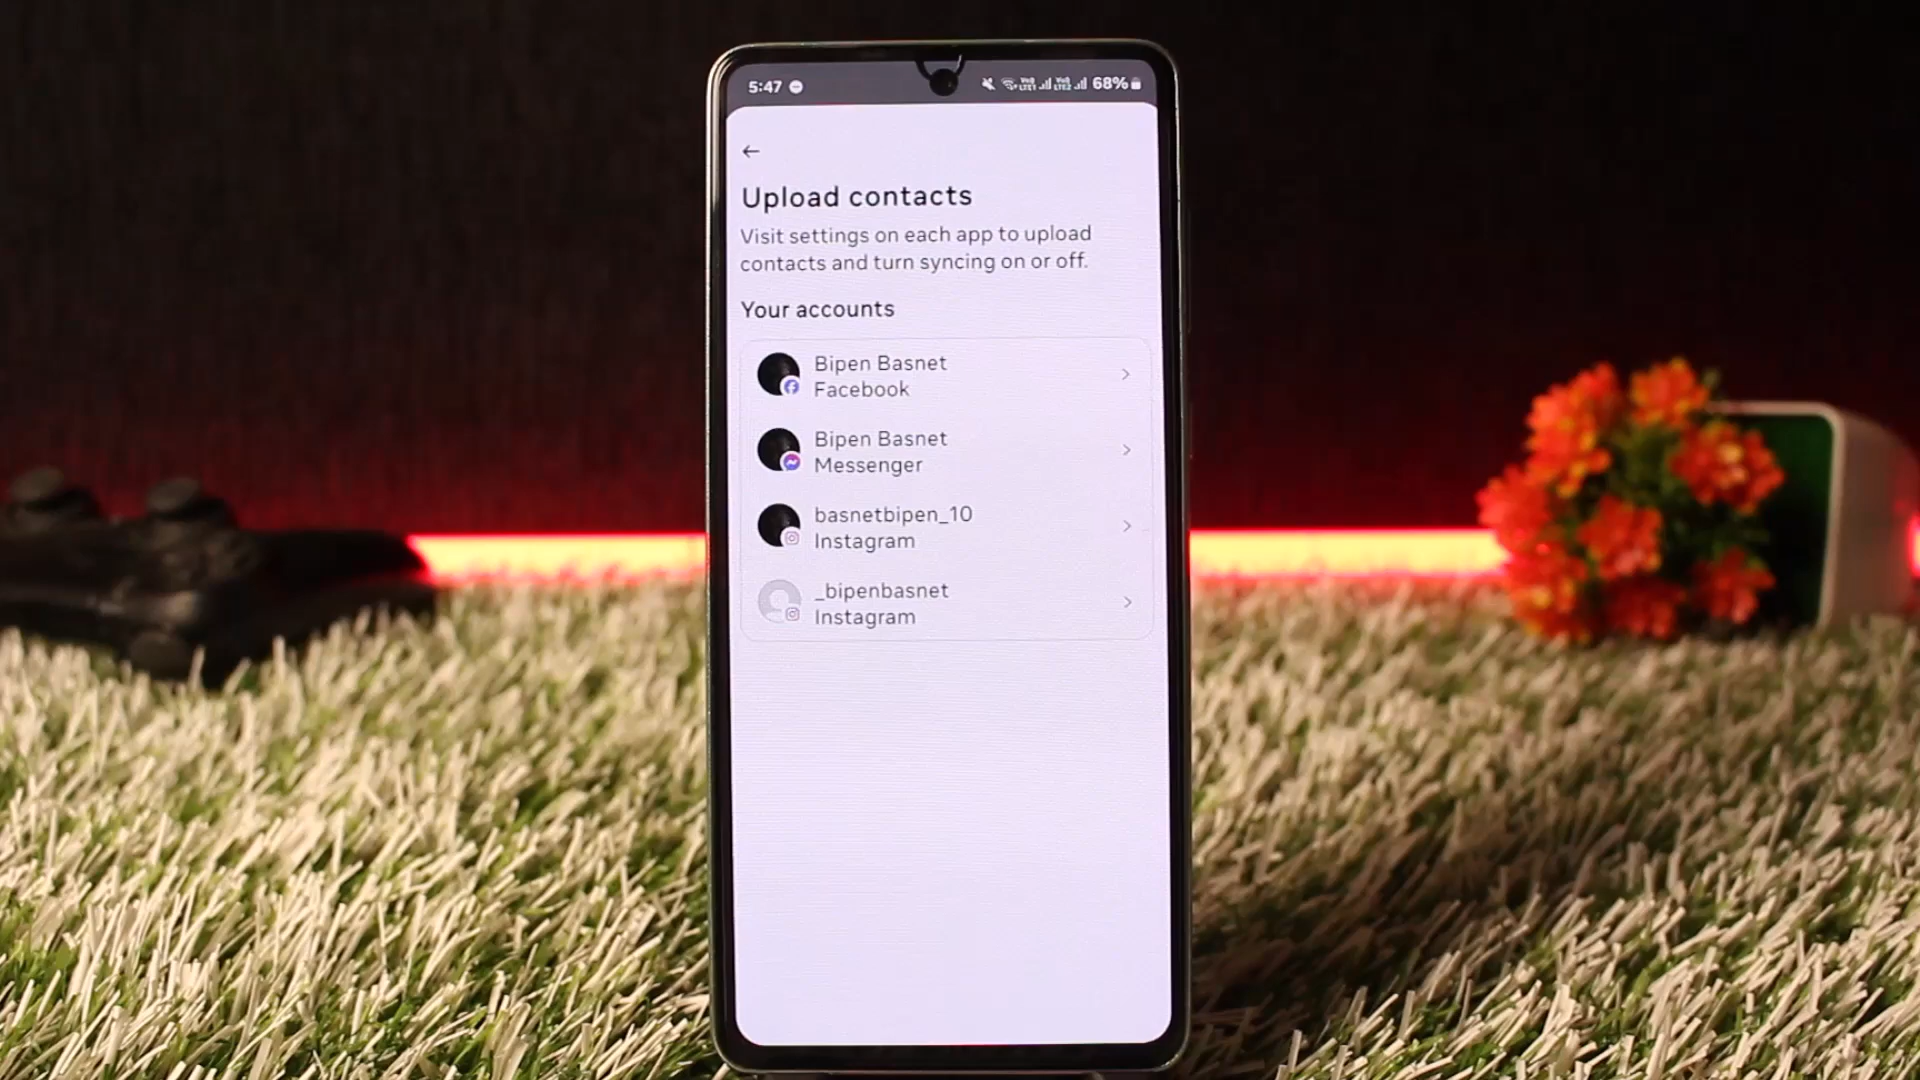 5:47
68%
Upload contacts
Visit settings on each app to upload
contacts and turn syncing on or off.
Your accounts
Bipen Basnet
Facebook
Bipen Basnet
Messenger
basnetbipen_10
Instagram
_bipenbasnet
Instagram